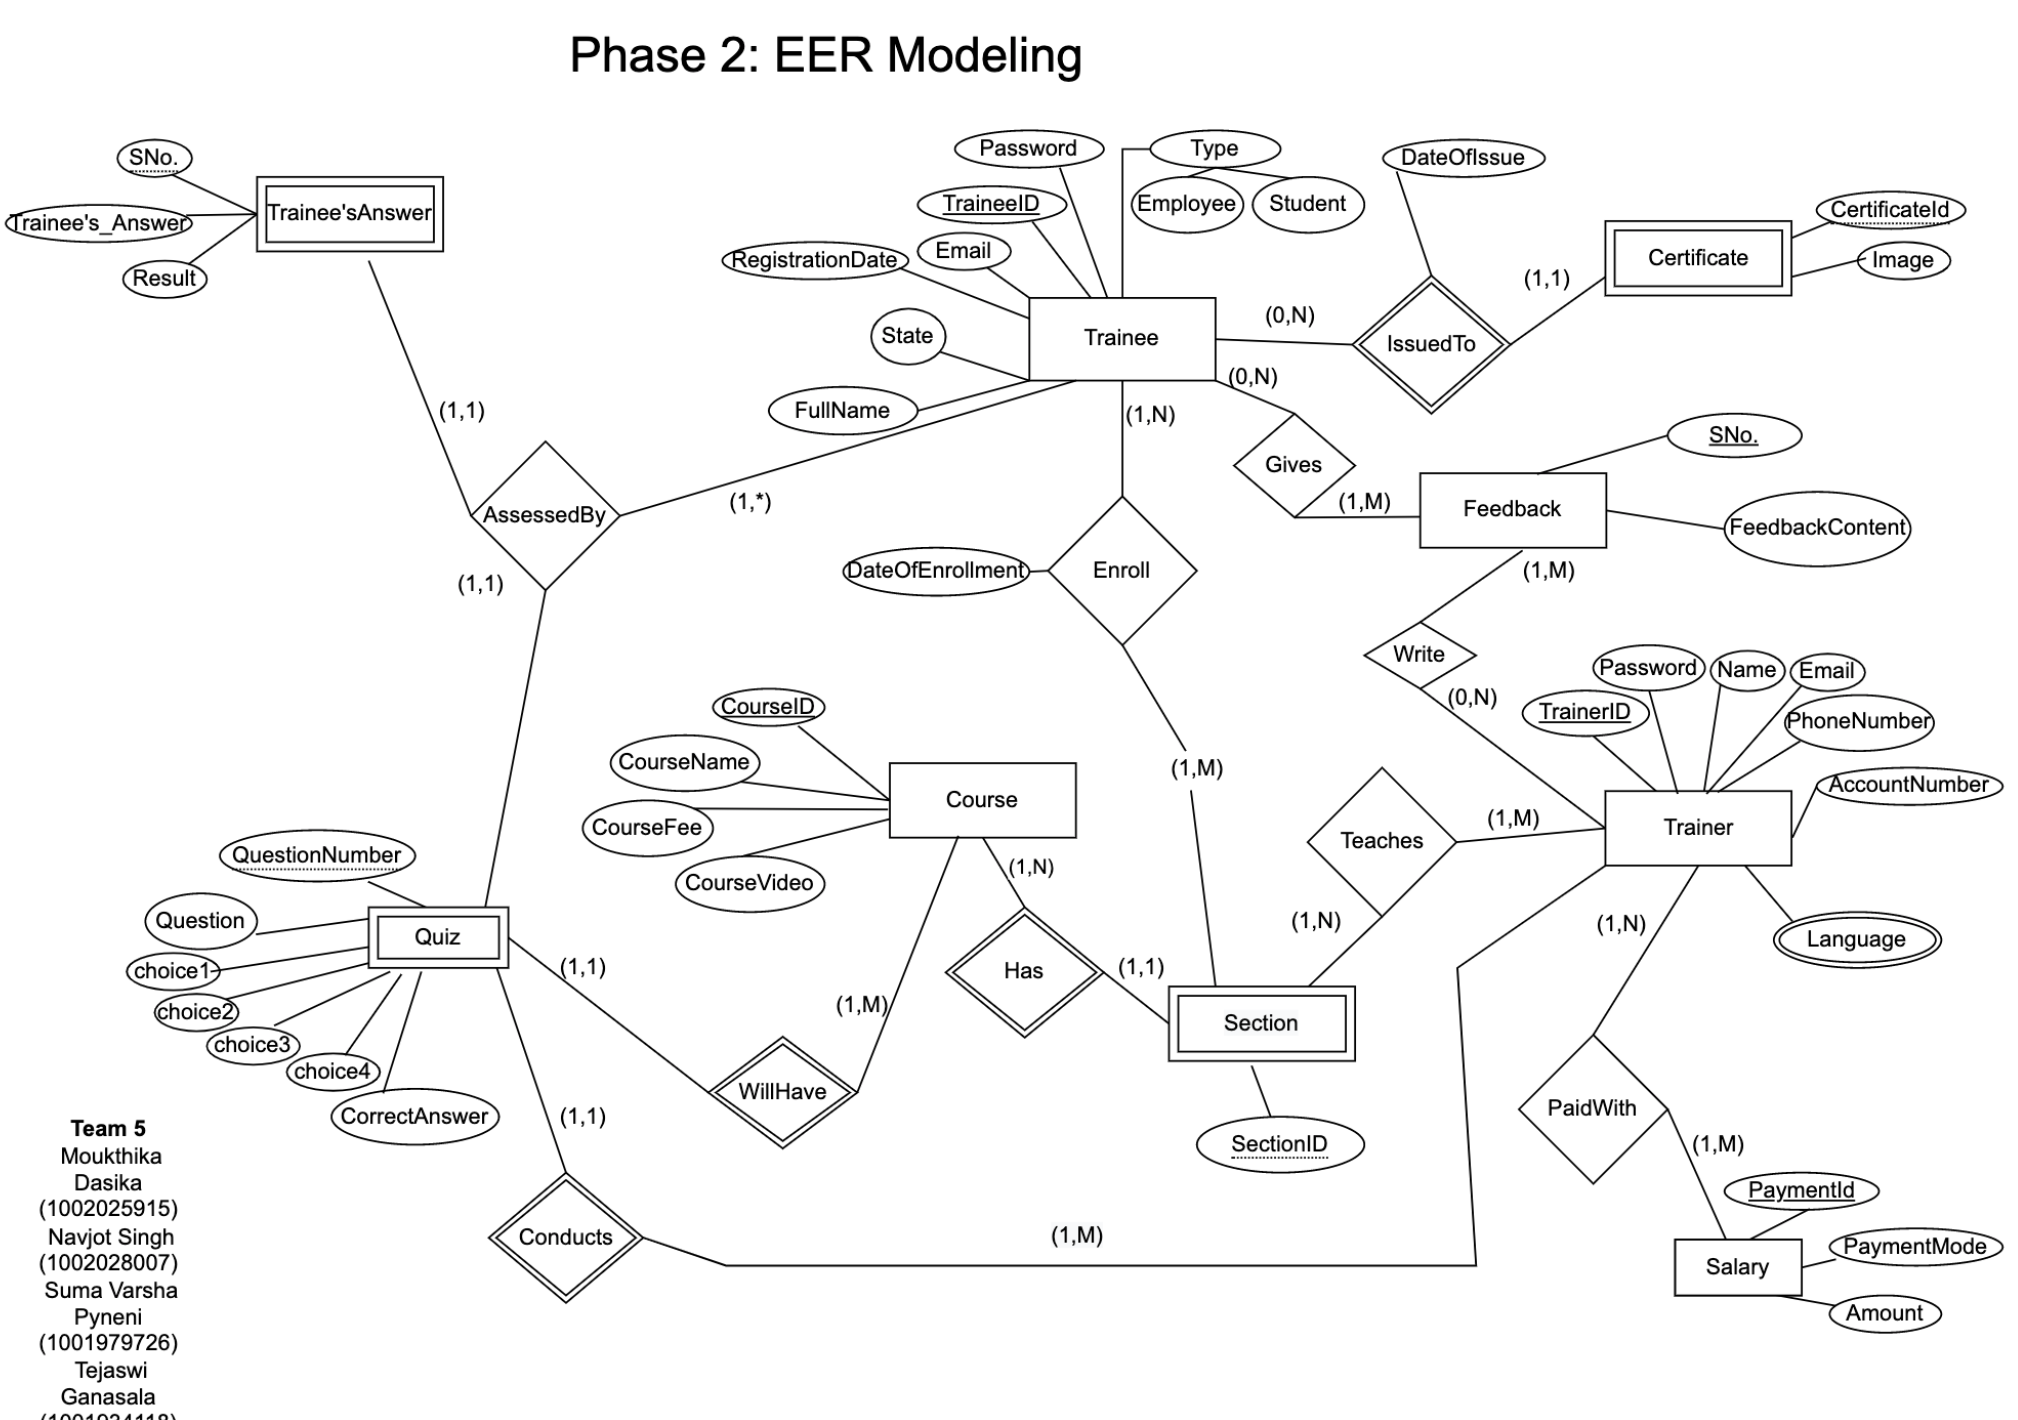 Phase 2: EER Modeling
SNo.
Trainee's_Answer
Result
Trainee'sAnswer
Password
Type
Employee
Student
TraineeID
Email
RegistrationDate
State
FullName
Trainee
DateOfIssue
(0,N)
IssuedTo
(1,1)
Certificate
CertificateId
Image
(1,1)
AssessedBy
(1,*)
(1,1)
(1,N)
(0,N)
Gives
(1,M)
Feedback
SNo.
FeedbackContent
DateOfEnrollment
Enroll
(1,M)
(1,M)
Write
(0,N)
TrainerID
Password
Name
Email
PhoneNumber
AccountNumber
Trainer
Language
CourseID
CourseName
CourseFee
CourseVideo
Course
Teaches
(1,M)
(1,N)
(1,N)
Has
(1,1)
(1,M)
Section
SectionID
QuestionNumber
Question
choice1
choice2
choice3
choice4
CorrectAnswer
Quiz
(1,1)
WillHave
(1,1)
Conducts
(1,M)
(1,N)
PaidWith
(1,M)
PaymentId
PaymentMode
Amount
Salary
Team 5
Moukthika
Dasika
(1002025915)
Navjot Singh
(1002028007)
Suma Varsha
Pyneni
(1001979726)
Tejaswi
Ganasala